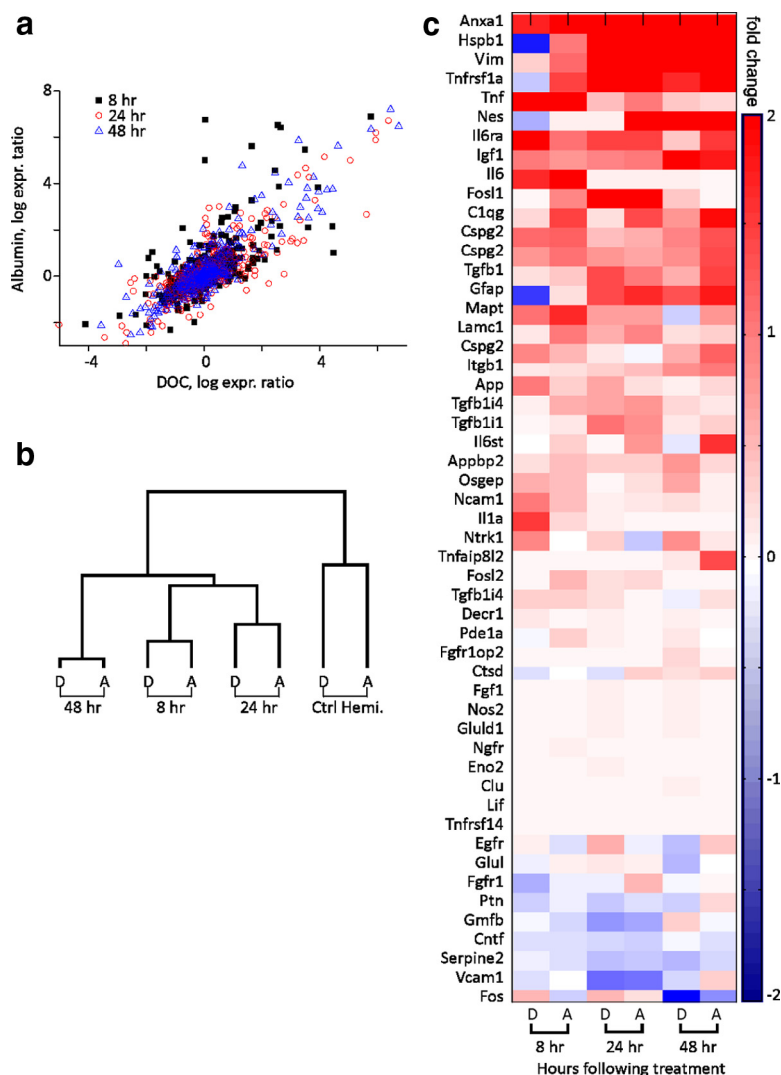 a
8 hr
24 hr
48 hr
8
4
0
Albumin, log expr. ratio
-4
0
4
DOC, log expr. ratio
b
D A D A D A D A
48 hr
8 hr
24 hr
Ctrl Hemi.
c
Anxa1
Hspb1
Vim
Tnfrsf1a
Tnf
Nes
Il6ra
Igf1
Il6
Fosl1
C1qg
Cspg2
Cspg2
Tgfb1
Gfap
Mapt
Lamc1
Cspg2
Itgb1
App
Tgfb1i4
Tgfb1i1
Il6st
Appbp2
Osgep
Ncam1
Il1a
Ntrk1
Tnfaip8l2
Fosl2
Tgfb1i4
Decr1
Pde1a
Fgfr1op2
Ctsd
Fgf1
Nos2
Gluld1
Ngfr
Eno2
Clu
Lif
Tnfrsf14
Egfr
Glul
Fgfr1
Ptn
Gmfb
Cntf
Serpine2
Vcam1
Fos
D A D A D A
8 hr
24 hr
48 hr
Hours following treatment
fold change
2
1
0
-1
-2